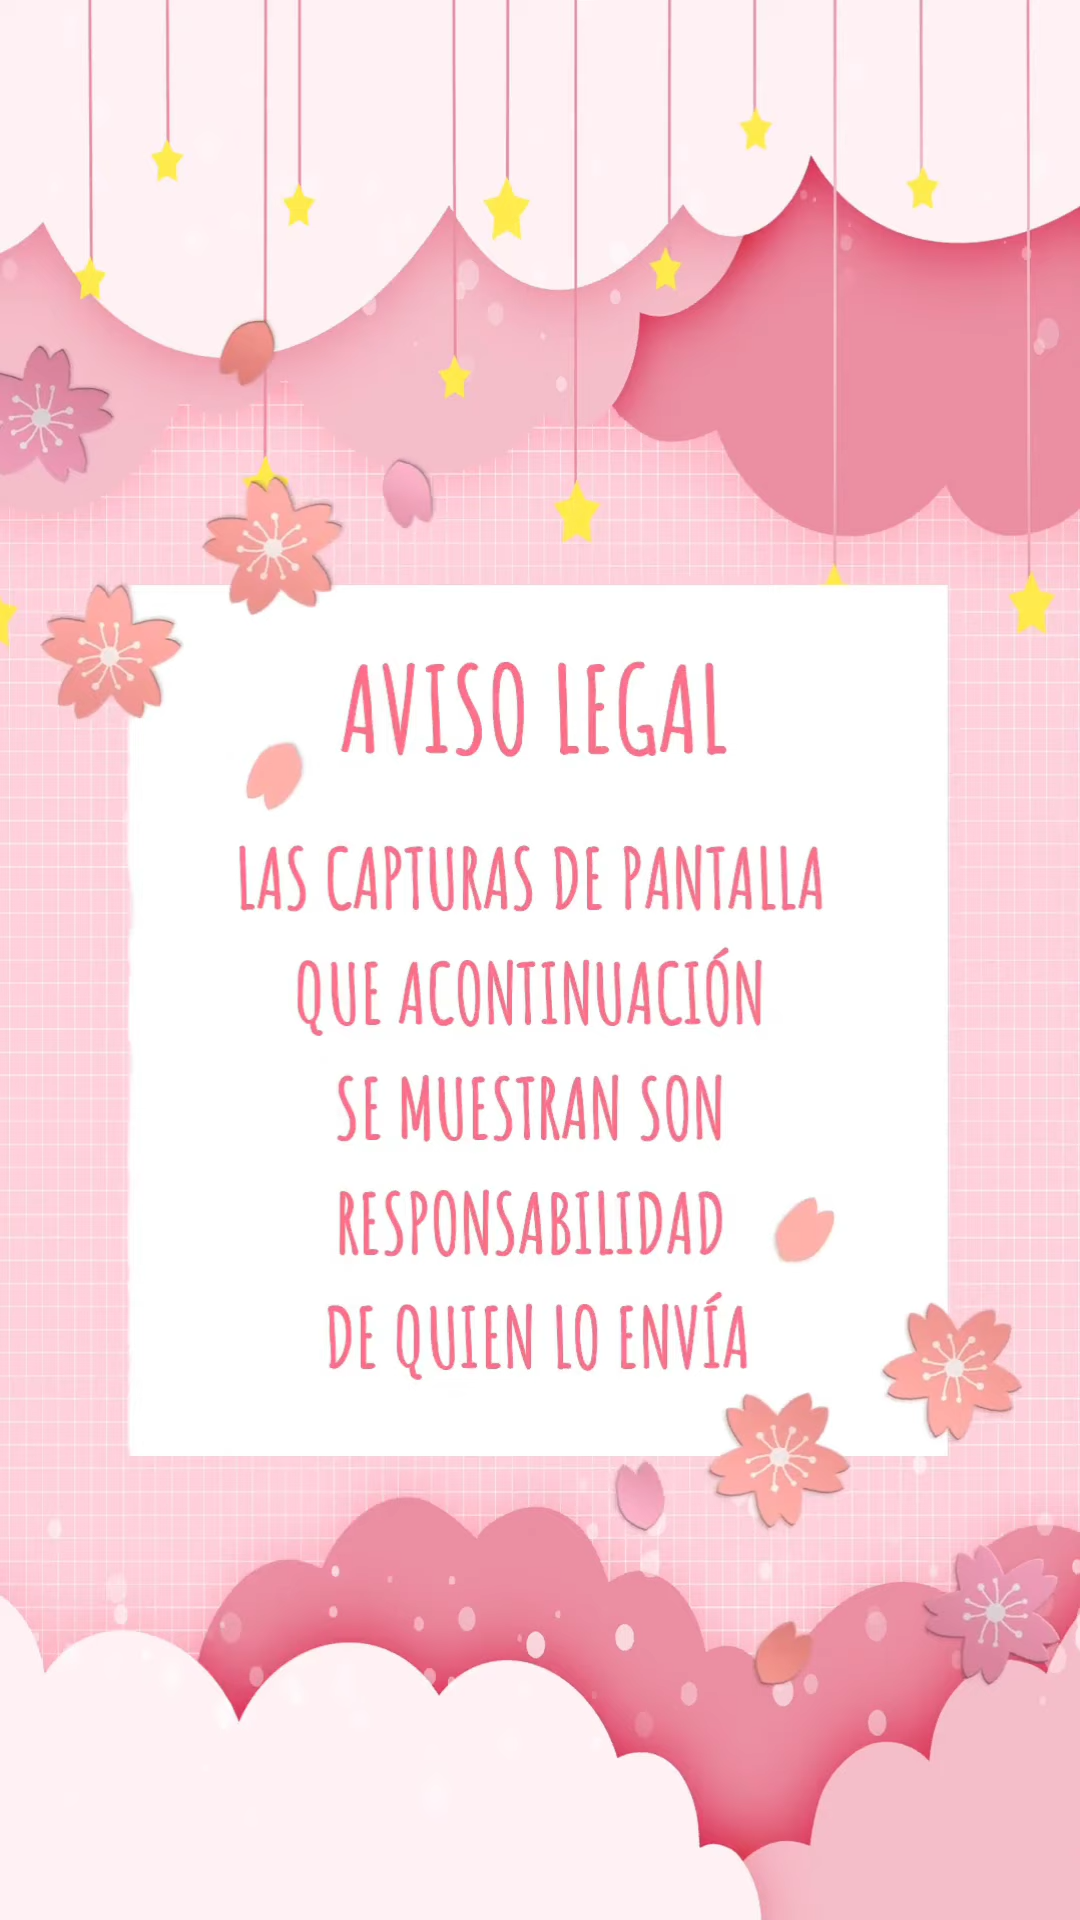 AVISO LEGAL
LAS CAPTURAS DE PANTALLA
QUE ACONTINUACIÓN
SE MUESTRAN SON
RESPONSABILIDAD
DE QUIEN LO ENVÍA